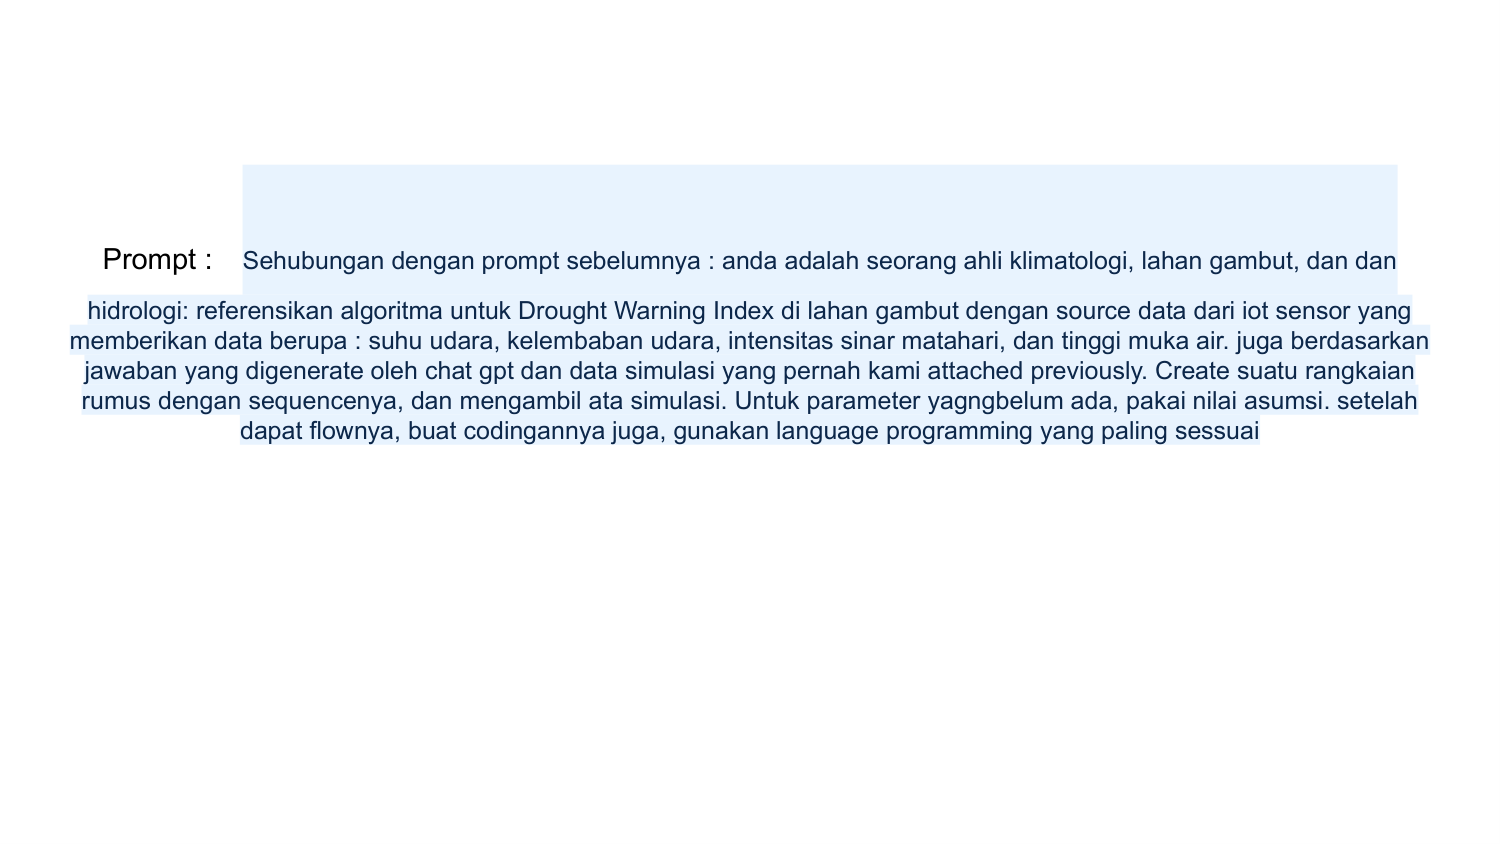 Prompt : Sehubungan dengan prompt sebelumnya : anda adalah seorang ahli klimatologi, lahan gambut, dan dan
hidrologi: referensikan algoritma untuk Drought Warning Index di lahan gambut dengan source data dari iot sensor yang
memberikan data berupa : suhu udara, kelembaban udara, intensitas sinar matahari, dan tinggi muka air. juga berdasarkan
jawaban yang digenerate oleh chat gpt dan data simulasi yang pernah kami attached previously. Create suatu rangkaian
rumus dengan sequencenya, dan mengambil ata simulasi. Untuk parameter yagngbelum ada, pakai nilai asumsi. setelah
dapat flownya, buat codingannya juga, gunakan language programming yang paling sessuai